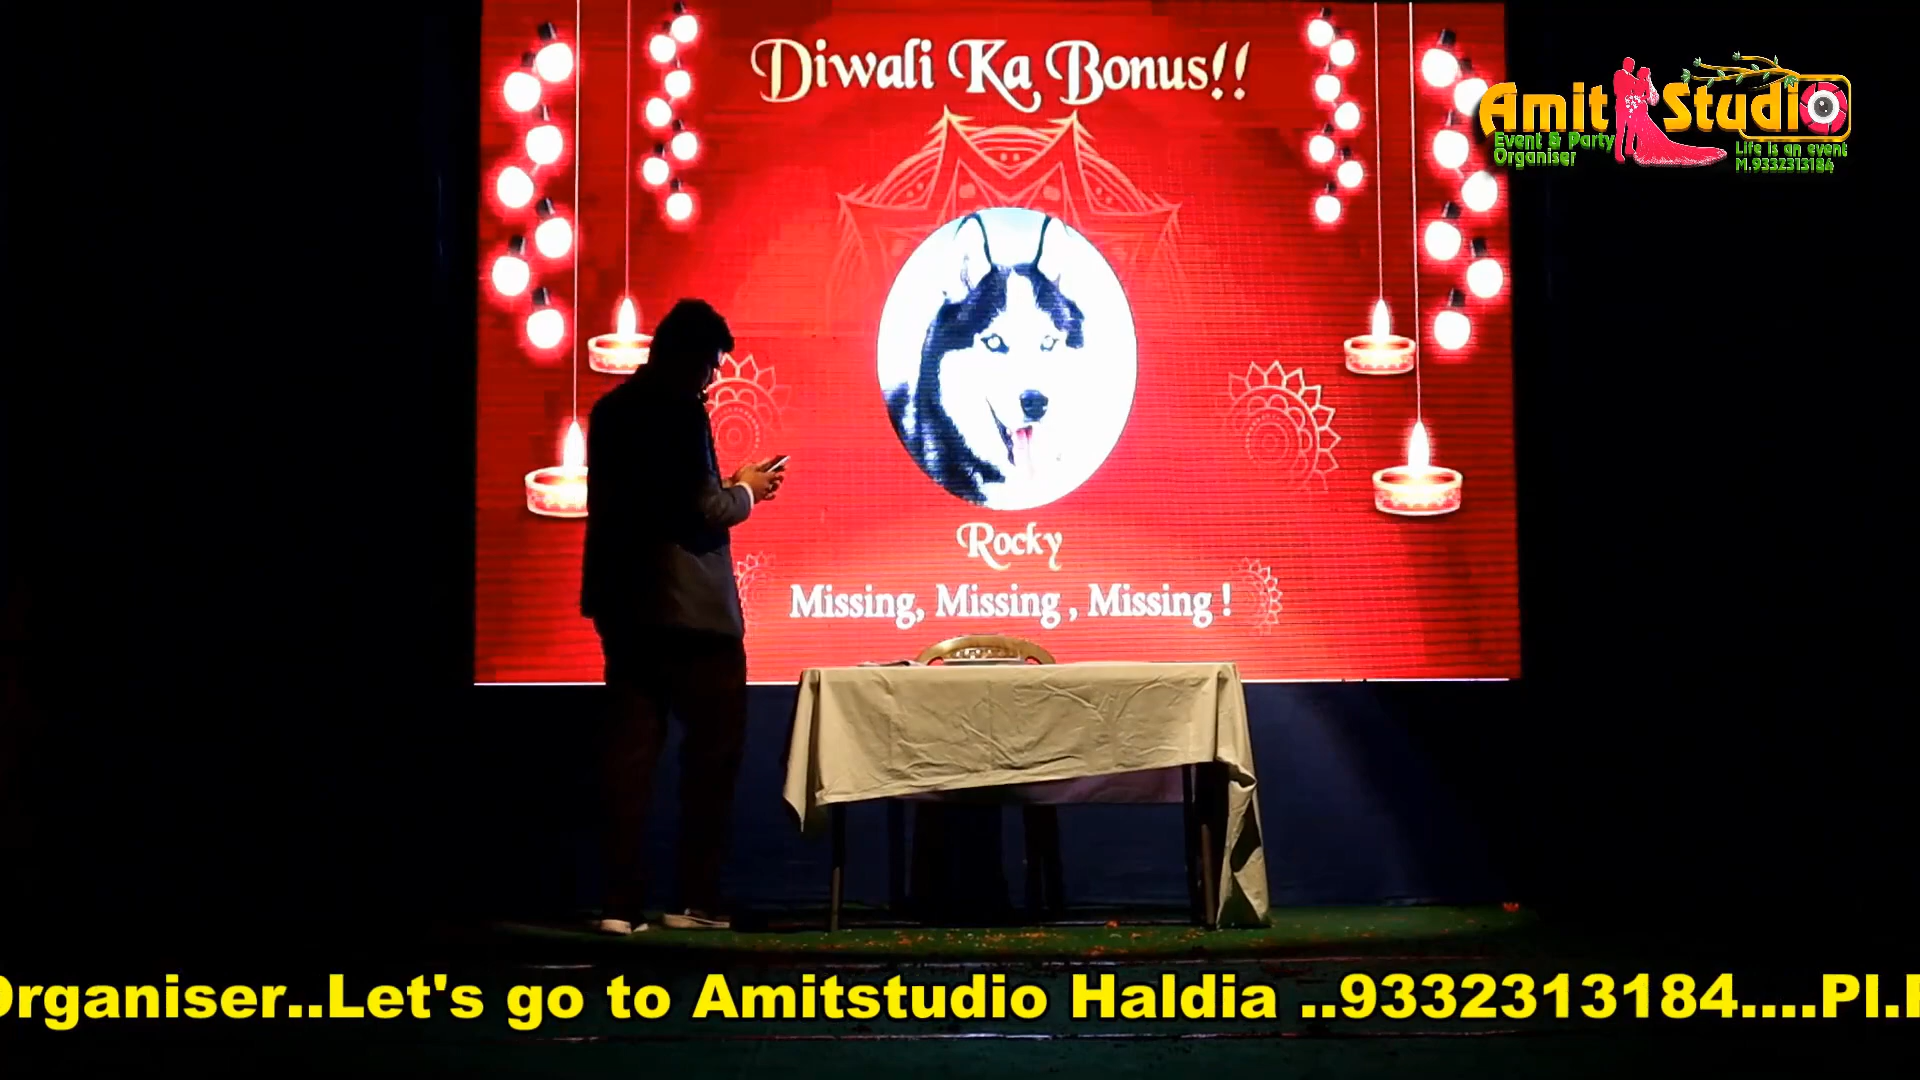 Diwali Ka Bonus!!
Amit Studio
Event & Party
Organiser
Life is an event
M.9332313184
Rocky
Missing, Missing , Missing !
Organiser..Let's go to Amitstudio Haldia ..9332313184....Pl.